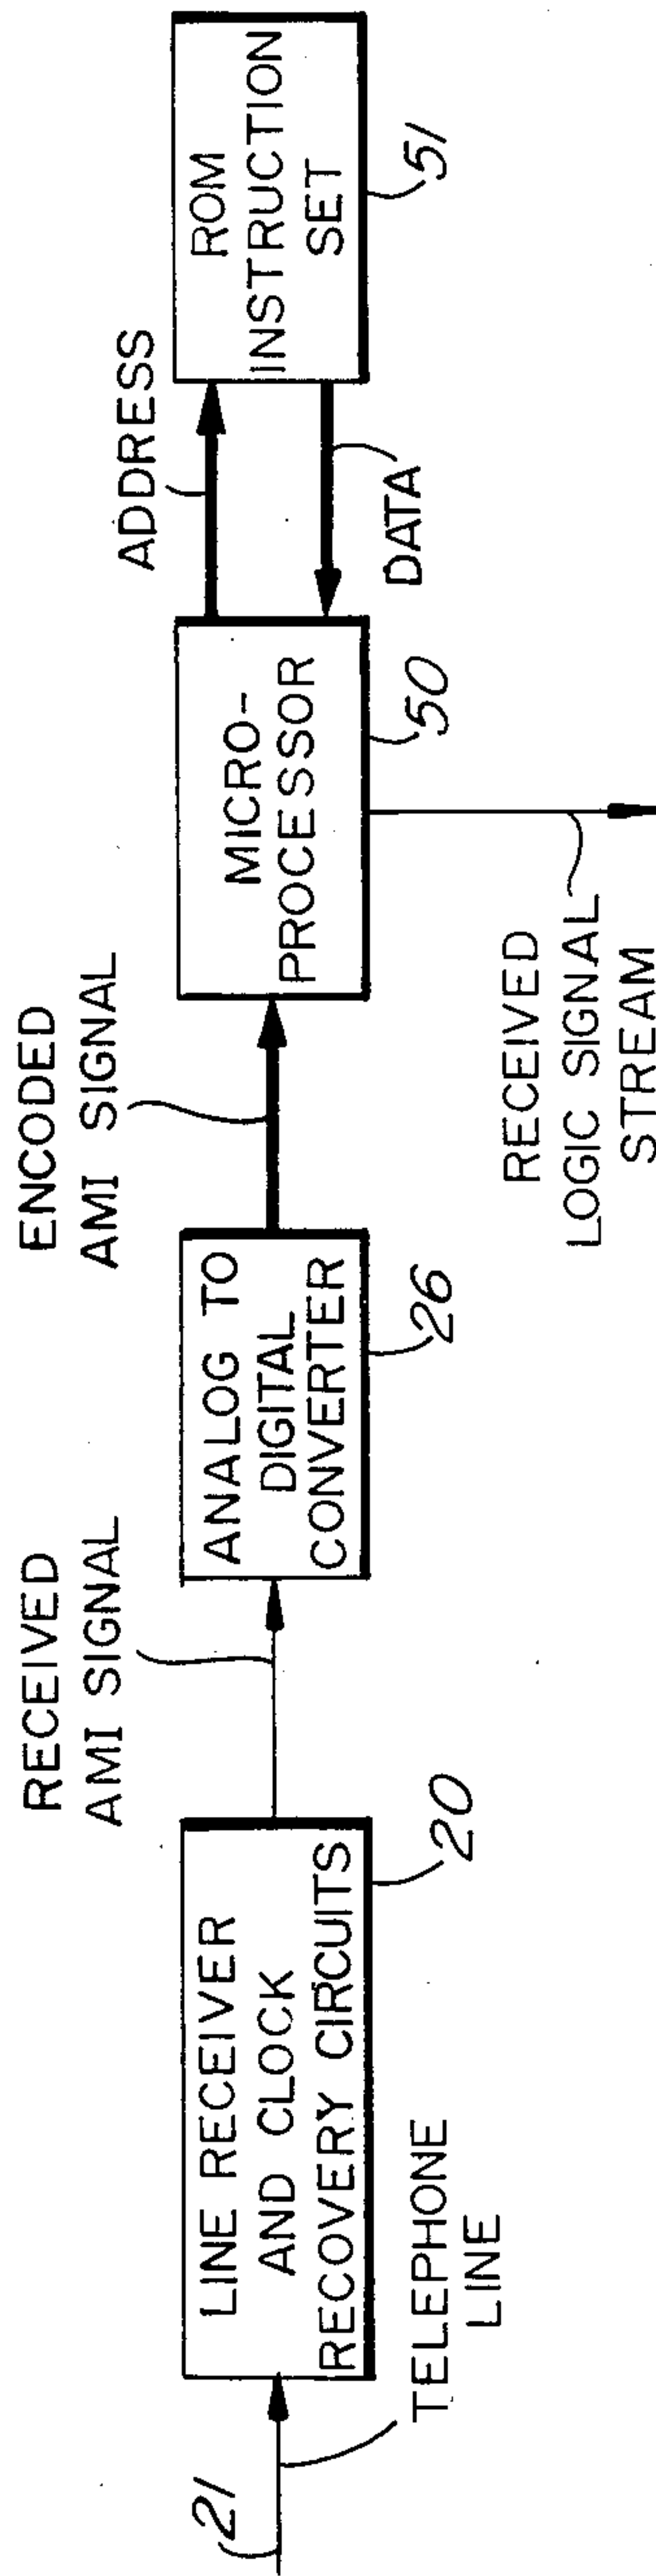 21
TELEPHONE
LINE
LINE RECEIVER
AND CLOCK
RECOVERY CIRCUITS
20
RECEIVED
AMI SIGNAL
ANALOG TO
DIGITAL
CONVERTER
26
ENCODED
AMI SIGNAL
MICRO-
PROCESSOR
50
RECEIVED
LOGIC SIGNAL
STREAM
ADDRESS
DATA
ROM
INSTRUCTION
SET
51